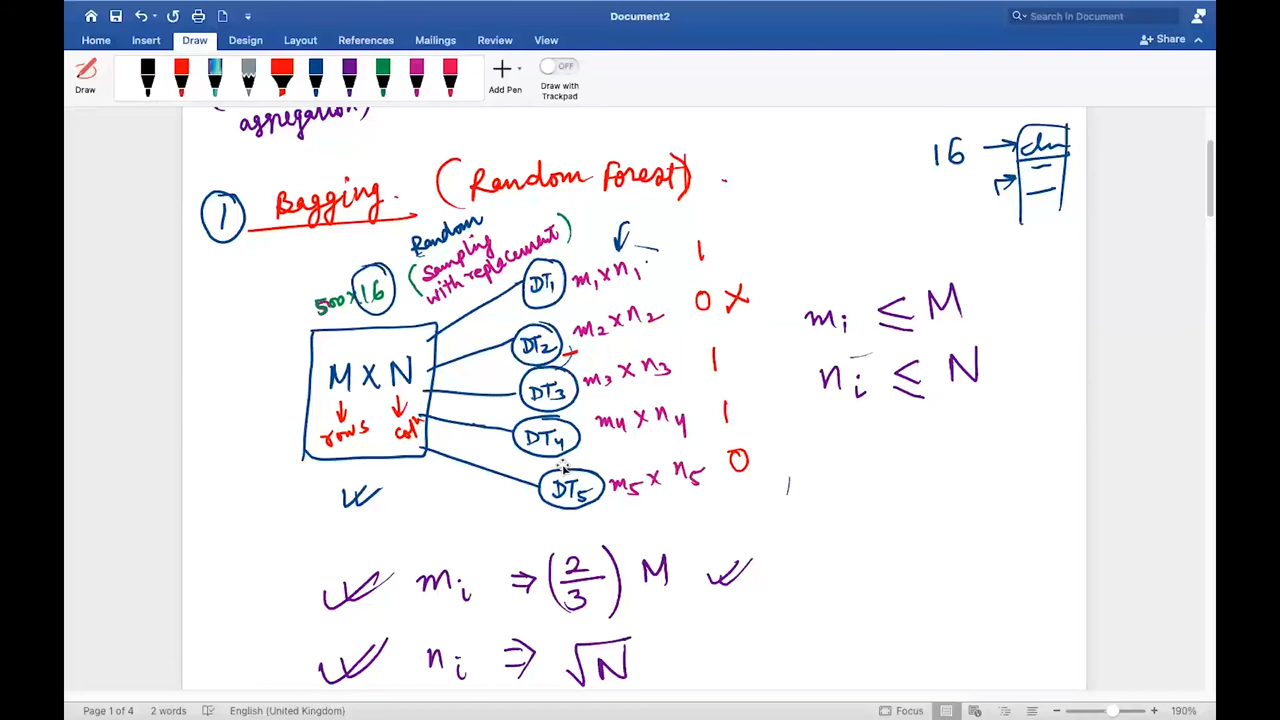 Document2
Search in Document
Home Insert Draw Design Layout References Mailings Review View
Share
Draw
Add Pen
OFF
Draw with Trackpad
aggregation)
① Bagging. (Random Forest)
16
Random
(Sampling
with replacement)
500×16
M X N
rows
DT1 m1 x n1 1
DT2 m2 x n2 0 X
DT3 m3 x n3 1
DT4 m4 x n4 1
DT5 m5 x n5 0
mi ≤ M
ni ≤ N
mi ⇒ (2/3) M
ni ⇒ √N
Page 1 of 4 2 words English (United Kingdom) Focus 190%